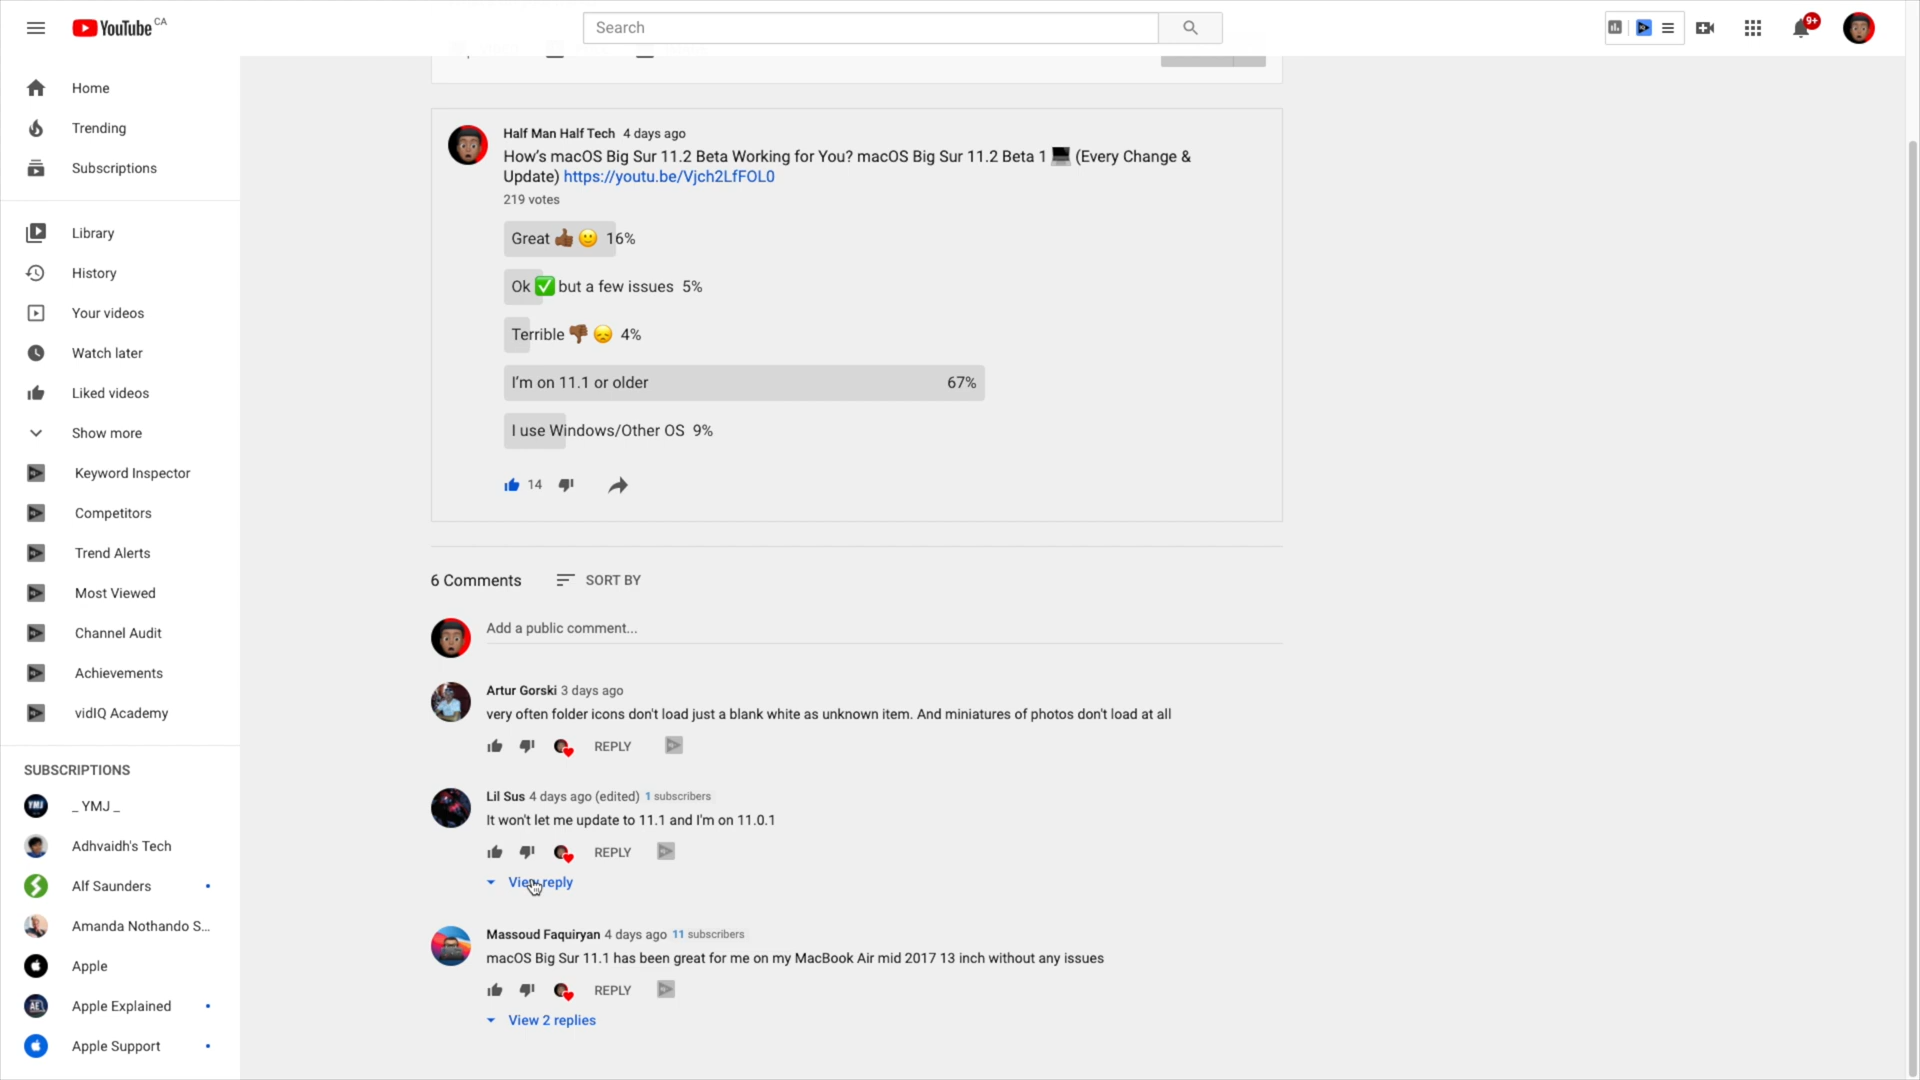 YouTube CA
Search
9+
Home
Trending
Subscriptions
Library
History
Your videos
Watch later
Liked videos
Show more
Keyword Inspector
Competitors
Trend Alerts
Most Viewed
Channel Audit
Achievements
vidIQ Academy
SUBSCRIPTIONS
YMJ _ YMJ _
Adhvaidh's Tech
Alf Saunders
Amanda Nothando S...
Apple
AE Apple Explained
Apple Support
Half Man Half Tech 4 days ago
How's macOS Big Sur 11.2 Beta Working for You? macOS Big Sur 11.2 Beta 1 💻 (Every Change &
Update) https://youtu.be/Vjch2LfFOL0
219 votes
Great 👍🏾 🙂 16%
Ok ✅ but a few issues 5%
Terrible 👎🏾 😞 4%
I'm on 11.1 or older 67%
I use Windows/Other OS 9%
14
6 Comments SORT BY
Add a public comment...
Artur Gorski 3 days ago
very often folder icons don't load just a blank white as unknown item. And miniatures of photos don't load at all
REPLY
Lil Sus 4 days ago (edited) 1 subscribers
It won't let me update to 11.1 and I'm on 11.0.1
REPLY
View reply
Massoud Faquiryan 4 days ago 11 subscribers
macOS Big Sur 11.1 has been great for me on my MacBook Air mid 2017 13 inch without any issues
REPLY
View 2 replies